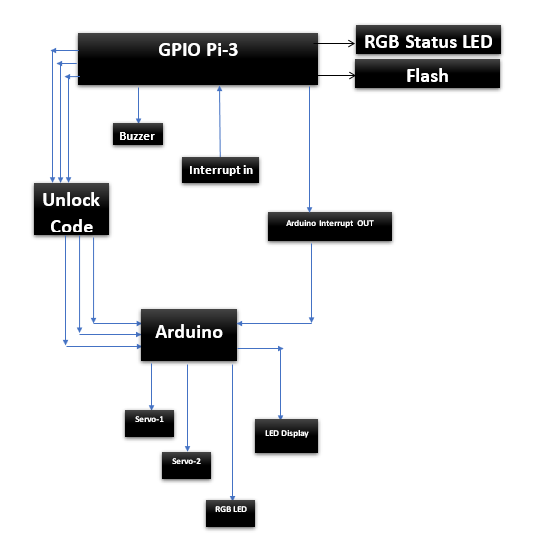 GPIO Pi-3
RGB Status LED
Flash
Buzzer
Interrupt in
Unlock
Code
Arduino Interrupt OUT
Arduino
Servo-1
LED Display
Servo-2
RGB LED